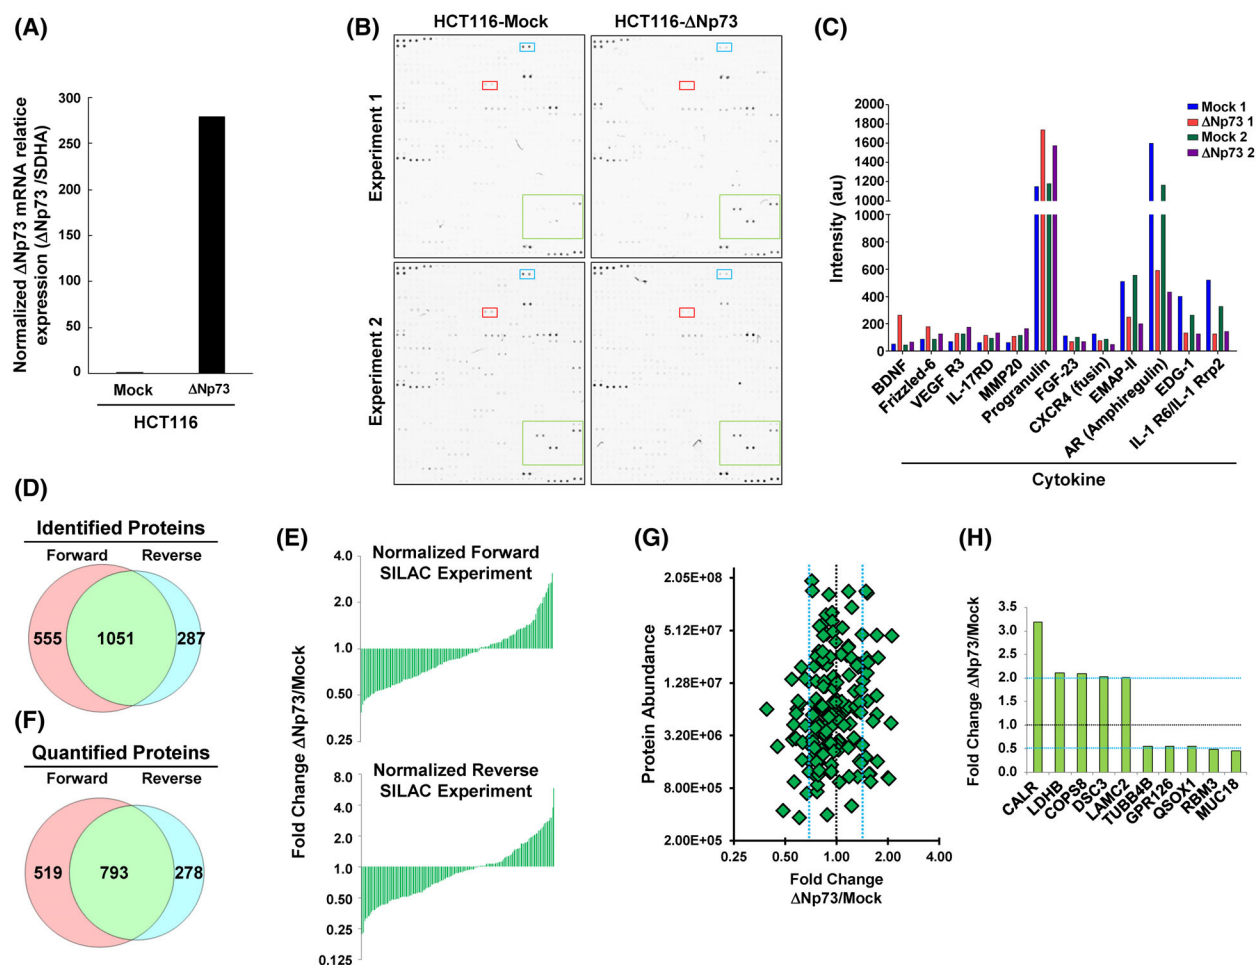 (A)
Normalized ΔNp73 mRNA relatice
expression (ΔNp73 /SDHA)
300
250
300
150
100
50
0
Mock
ΔNp73
HCT116
(B)
HCT116-Mock
HCT116-ΔNp73
Experiment 1
Experiment 2
(C)
Intensity (au)
2000
1800
1600
1400
1200
1000
1000
800
600
400
200
0
Mock 1
ΔNp73 1
Mock 2
ΔNp73 2
BDNF
Frizzled-6
VEGF R3
IL-17RD
MMP20
Progranulin
FGF-23
CXCR4 (fusin)
EMAP-II
AR (Amphiregulin)
EDG-1
IL-1 R6/IL-1 Rrp2
Cytokine
(D)
Identified Proteins
Forward
Reverse
555
1051
287
(F)
Quantified Proteins
Forward
Reverse
519
793
278
(E)
Fold Change ΔNp73/Mock
Normalized Forward
SILAC Experiment
4.0
2.0
1.0
0.50
0.25
Normalized Reverse
SILAC Experiment
8.0
4.0
2.0
1.0
0.50
0.25
0.125
(G)
Protein Abundance
2.05E+08
5.12E+07
1.28E+07
3.20E+06
8.00E+05
2.00E+05
0.25
0.50
1.00
2.00
4.00
Fold Change
ΔNp73/Mock
(H)
Fold Change ΔNp73/Mock
3.5
3.0
2.5
2.0
1.5
1.0
0.5
0.0
CALR
LDHB
COPS8
DSC3
LAMC2
TUBB4B
GPR126
QSOX1
RBM3
MUC18